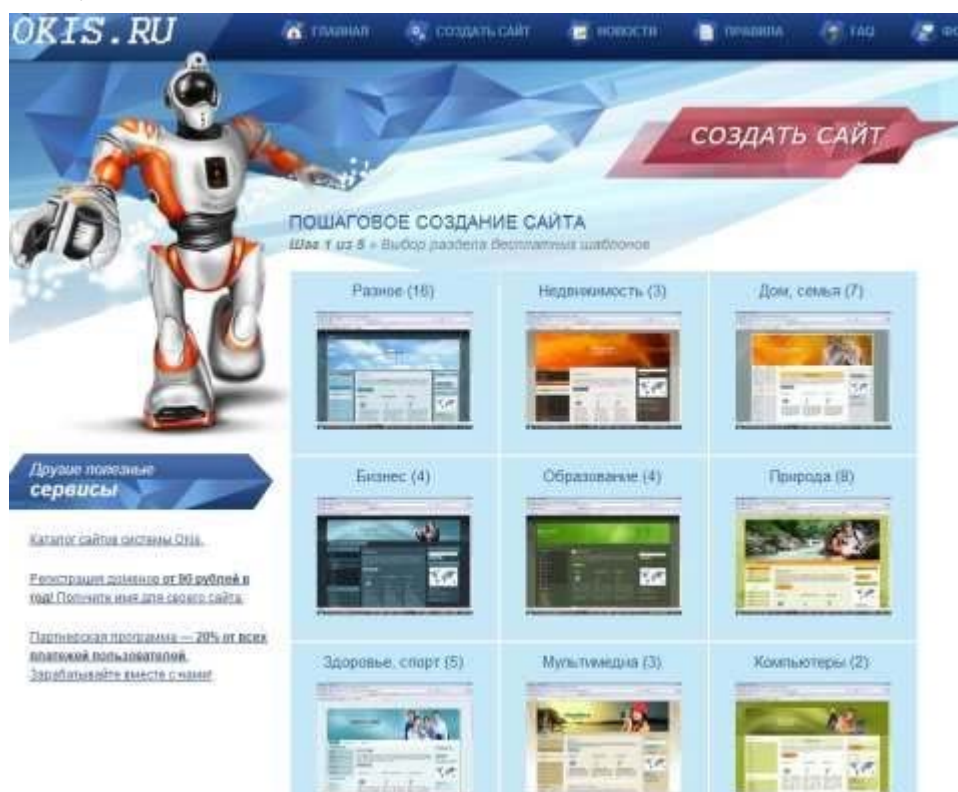 OKIS.RU
ГЛАВНАЯ СОЗДАТЬ САЙТ НОВОСТИ ПРАВИЛА FAQ
СОЗДАТЬ САЙТ
ПОШАГОВОЕ СОЗДАНИЕ САЙТА
Шаг 1 из 5 » Выбор раздела бесплатных шаблонов
Разное (16) Недвижимость (3) Дом, семья (7)
Другие полезные
сервисы
Бизнес (4) Образование (4) Природа (8)
Каталог сайтов системы Okis.
Регистрация доменов от 90 рублей в
год! Получите имя для своего сайта.
Партнерская программа — 20% от всех
платежей пользователей.
Зарабатывайте вместе с нами!
Здоровье, спорт (5) Мультимедиа (3) Компьютеры (2)